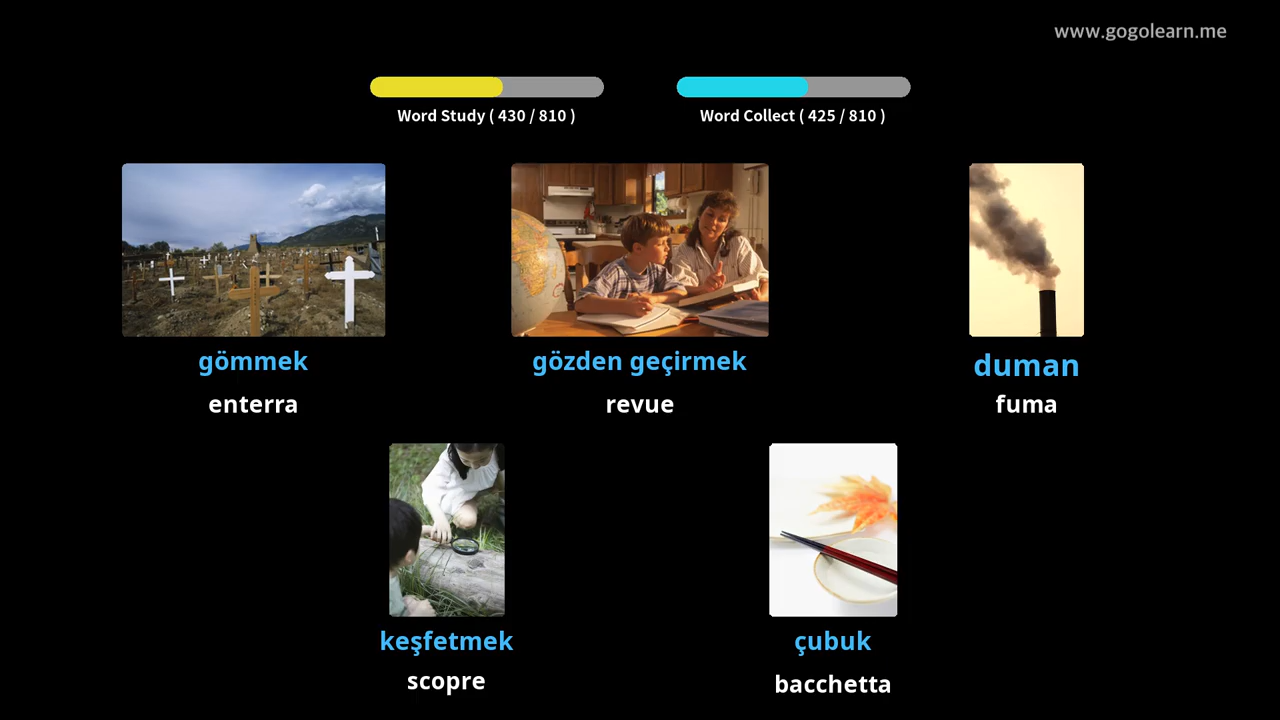 www.gogolearn.me
Word Study ( 430 / 810 )
Word Collect ( 425 / 810 )
gömmek
enterra
gözden geçirmek
revue
duman
fuma
keşfetmek
scopre
çubuk
bacchetta